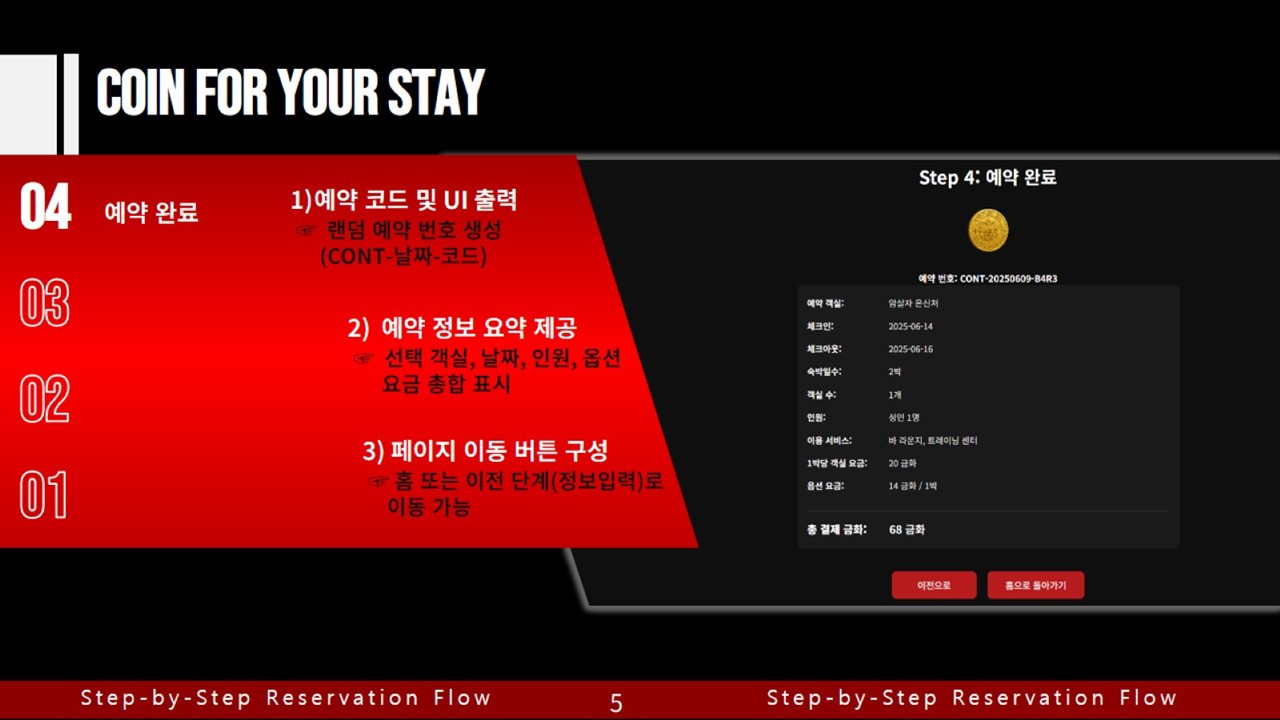 COIN FOR YOUR STAY
04 예약 완료
03
02
01
1)예약 코드 및 UI 출력
☞ 랜덤 예약 번호 생성
(CONT-날짜-코드)
2) 예약 정보 요약 제공
☞ 선택 객실, 날짜, 인원, 옵션
요금 총합 표시
3) 페이지 이동 버튼 구성
☞ 홈 또는 이전 단계(정보입력)로
이동 가능
Step 4: 예약 완료
예약 번호: CONT-20250609-B4R3
예약 객실: 암살자 은신처
체크인: 2025-06-14
체크아웃: 2025-06-16
숙박일수: 2박
객실 수: 1개
인원: 성인 1명
이용 서비스: 바 라운지, 트레이닝 센터
1박당 객실 요금: 20 금화
옵션 요금: 14 금화 / 1박
총 결제 금화: 68 금화
이전으로 홈으로 돌아가기
Step-by-Step Reservation Flow 5 Step-by-Step Reservation Flow